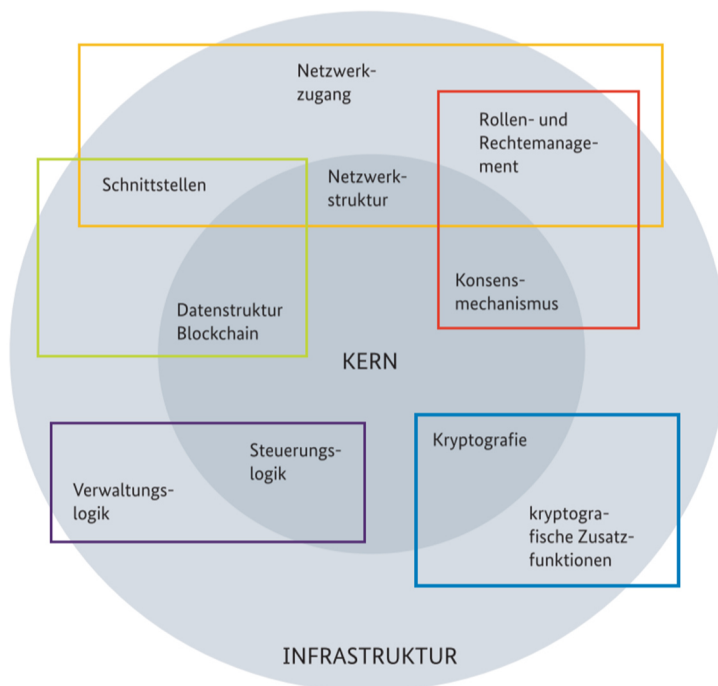 Netzwerk-
zugang
Rollen- und
Rechtemanage-
ment
Schnittstellen
Netzwerk-
struktur
Datenstruktur
Blockchain
Konsens-
mechanismus
KERN
Steuerungs-
logik
Verwaltungs-
logik
Kryptografie
kryptogra-
fische Zusatz-
funktionen
INFRASTRUKTUR